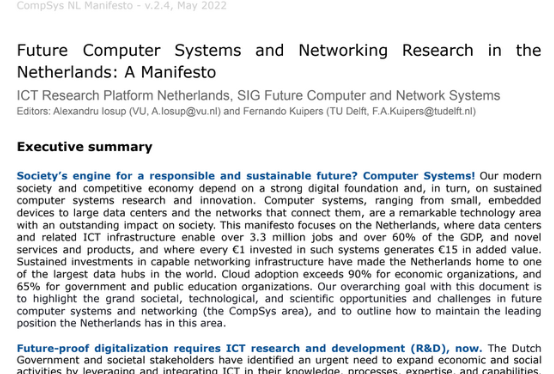 CompSys NL Manifesto - v.2.4, May 2022
Future Computer Systems and Networking Research in the
Netherlands: A Manifesto
ICT Research Platform Netherlands, SIG Future Computer and Network Systems
Editors: Alexandru Iosup (VU, A.Iosup@vu.nl) and Fernando Kuipers (TU Delft, F.A.Kuipers@tudelft.nl)
Executive summary
Society's engine for a responsible and sustainable future? Computer Systems! Our modern
society and competitive economy depend on a strong digital foundation and, in turn, on sustained
computer systems research and innovation. Computer systems, ranging from small, embedded
devices to large data centers and the networks that connect them, are a remarkable technology area
with an outstanding impact on society. This manifesto focuses on the Netherlands, where data centers
and related ICT infrastructure enable over 3.3 million jobs and over 60% of the GDP, and novel
services and products, and where every €1 invested in such systems generates €15 in added value.
Sustained investments in capable networking infrastructure have made the Netherlands home to one
of the largest data hubs in the world. Cloud adoption exceeds 90% for economic organizations, and
65% for government and public education organizations. Our overarching goal with this document is
to highlight the grand societal, technological, and scientific opportunities and challenges in future
computer systems and networking (the CompSys area), and to outline how to maintain the leading
position the Netherlands has in this area.
Future-proof digitalization requires ICT research and development (R&D), now. The Dutch
Government and societal stakeholders have identified an urgent need to expand economic and social
activities by leveraging and integrating ICT in their knowledge, processes, expertise, and capabilities.